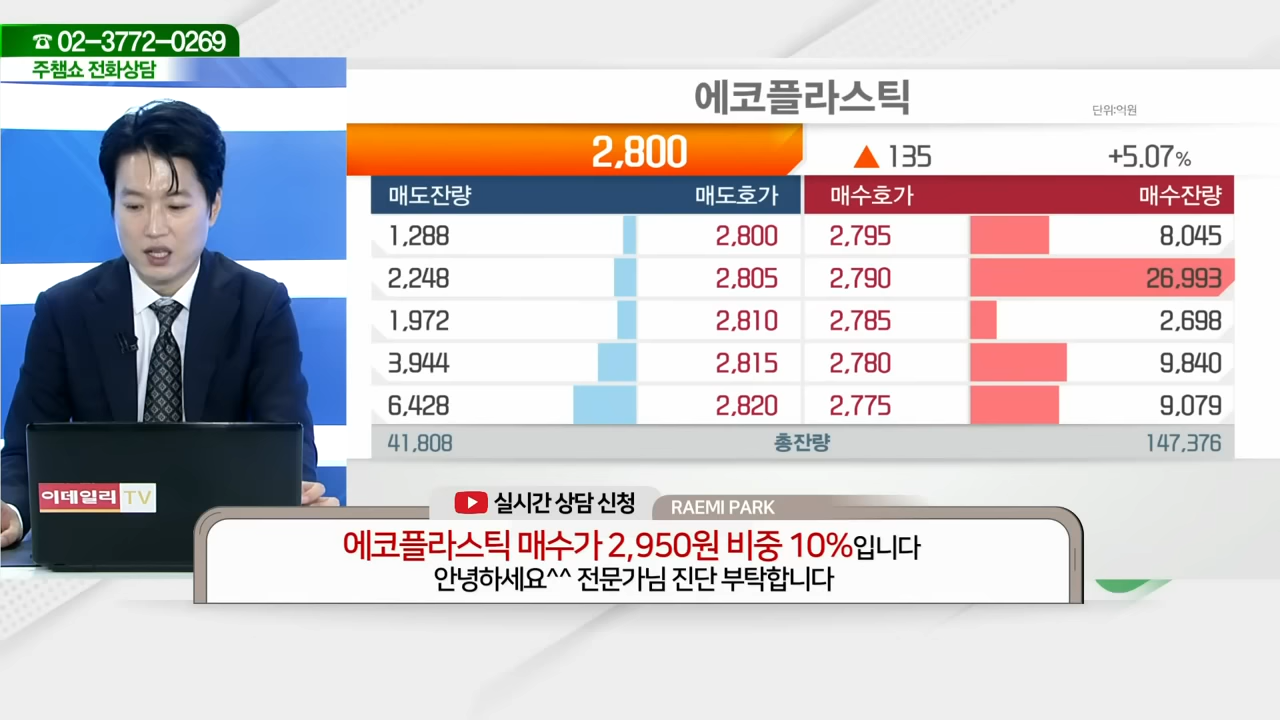 ☎ 02-3772-0269
주챔쇼 전화상담
에코플라스틱
단위:억원
2,800 ▲ 135 +5.07%
매도잔량 매도호가 매수호가 매수잔량
1,288 2,800 2,795 8,045
2,248 2,805 2,790 26,993
1,972 2,810 2,785 2,698
3,944 2,815 2,780 9,840
6,428 2,820 2,775 9,079
41,808 총잔량 147,376
이데일리TV
실시간 상담 신청 RAEMI PARK
에코플라스틱 매수가 2,950원 비중 10%입니다
안녕하세요^^ 전문가님 진단 부탁합니다